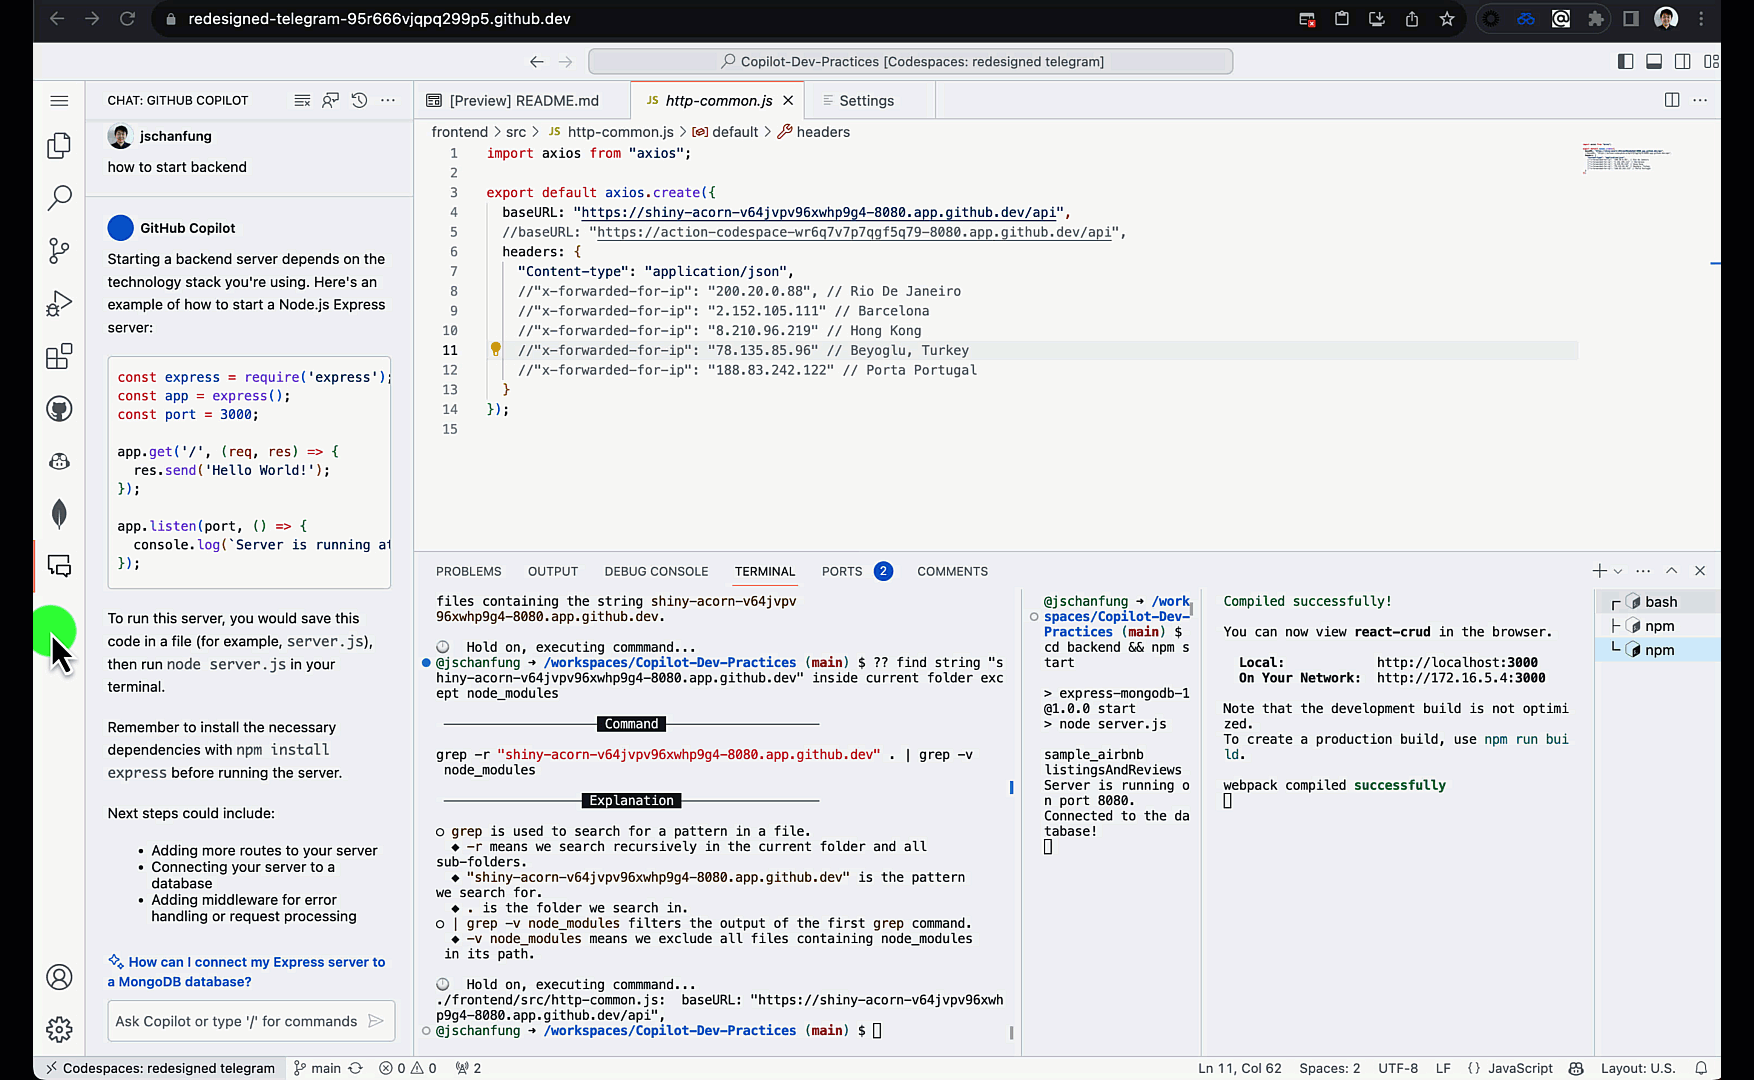 redesigned-telegram-95r666vjqpq299p5.github.dev
Copilot-Dev-Practices [Codespaces: redesigned telegram]
CHAT: GITHUB COPILOT
jschanfung
how to start backend
GitHub Copilot
Starting a backend server depends on the
technology stack you're using. Here's an
example of how to start a Node.js Express
server:
const express = require('express');
const app = express();
const port = 3000;
app.get('/', (req, res) => {
res.send('Hello World!');
});
app.listen(port, () => {
console.log(`Server is running at
});
To run this server, you would save this
code in a file (for example, server.js),
then run node server.js in your
terminal.
Remember to install the necessary
dependencies with npm install
express before running the server.
Next steps could include:
• Adding more routes to your server
• Connecting your server to a
database
• Adding middleware for error
handling or request processing
How can I connect my Express server to
a MongoDB database?
Ask Copilot or type '/' for commands
[Preview] README.md
JS http-common.js
Settings
frontend > src > JS http-common.js > default > headers
1 import axios from "axios";
2
3 export default axios.create({
4 baseURL: "https://shiny-acorn-v64jvpv96xwhp9g4-8080.app.github.dev/api",
5 //baseURL: "https://action-codespace-wr6q7v7p7qgf5q79-8080.app.github.dev/api",
6 headers: {
7 "Content-type": "application/json",
8 //"x-forwarded-for-ip": "200.20.0.88", // Rio De Janeiro
9 //"x-forwarded-for-ip": "2.152.105.111" // Barcelona
10 //"x-forwarded-for-ip": "8.210.96.219" // Hong Kong
11 //"x-forwarded-for-ip": "78.135.85.96" // Beyoglu, Turkey
12 //"x-forwarded-for-ip": "188.83.242.122" // Porta Portugal
13 }
14 });
15
PROBLEMS OUTPUT DEBUG CONSOLE TERMINAL PORTS 2 COMMENTS
files containing the string shiny-acorn-v64jvpv
96xwhp9g4-8080.app.github.dev.
Hold on, executing commmand...
@jschanfung → /workspaces/Copilot-Dev-Practices (main) $ ?? find string "s
hiny-acorn-v64jvpv96xwhp9g4-8080.app.github.dev" inside current folder exc
ept node_modules
Command
grep -r "shiny-acorn-v64jvpv96xwhp9g4-8080.app.github.dev" . | grep -v
node_modules
Explanation
○ grep is used to search for a pattern in a file.
◆ -r means we search recursively in the current folder and all
sub-folders.
◆ "shiny-acorn-v64jvpv96xwhp9g4-8080.app.github.dev" is the pattern
we search for.
◆ . is the folder we search in.
○ | grep -v node_modules filters the output of the first grep command.
◆ -v node_modules means we exclude all files containing node_modules
in its path.
Hold on, executing commmand...
./frontend/src/http-common.js: baseURL: "https://shiny-acorn-v64jvpv96xwh
p9g4-8080.app.github.dev/api",
@jschanfung → /workspaces/Copilot-Dev-Practices (main) $
@jschanfung → /work
spaces/Copilot-Dev-
Practices (main) $
cd backend && npm s
tart
> express-mongodb-1
@1.0.0 start
> node server.js
sample_airbnb
listingsAndReviews
Server is running o
n port 8080.
Connected to the da
tabase!
Compiled successfully!
You can now view react-crud in the browser.
Local: http://localhost:3000
On Your Network: http://172.16.5.4:3000
Note that the development build is not optimi
zed.
To create a production build, use npm run bui
ld.
webpack compiled successfully
bash
npm
npm
Codespaces: redesigned telegram main 0 0 2
Ln 11, Col 62 Spaces: 2 UTF-8 LF {} JavaScript Layout: U.S.